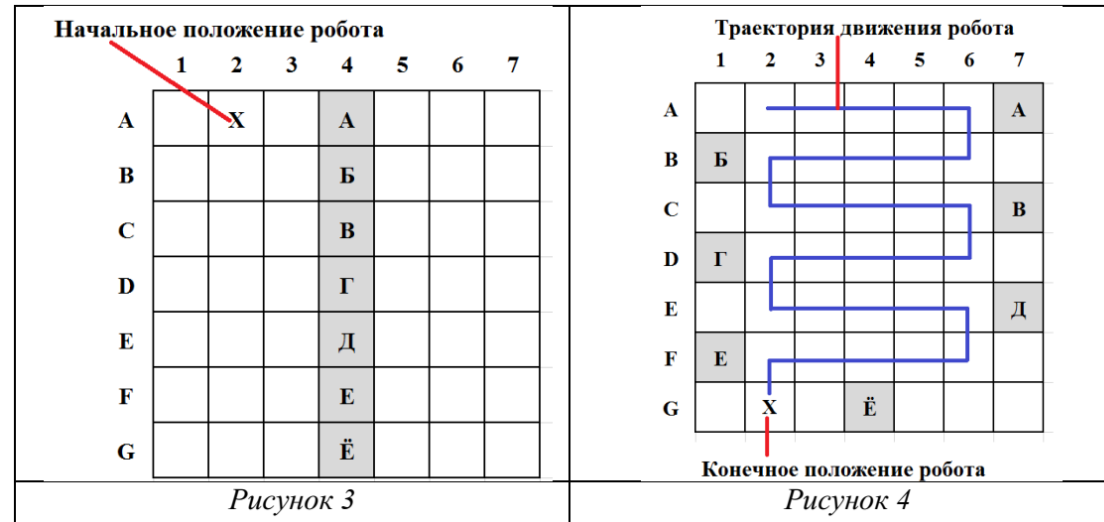 Начальное положение робота
1 2 3 4 5 6 7
A X А
B Б
C В
D Г
E Д
F Е
G Ё
Рисунок 3
Траектория движения робота
1 2 3 4 5 6 7
A А
B Б
C В
D Г
E Д
F Е
G X Ё
Конечное положение робота
Рисунок 4